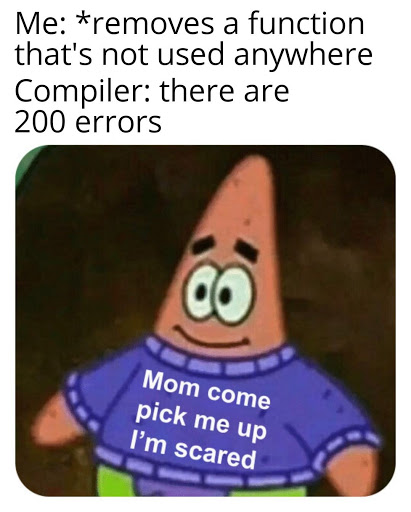 Me: *removes a function
that's not used anywhere
Compiler: there are
200 errors
Mom come
pick me up
I'm scared